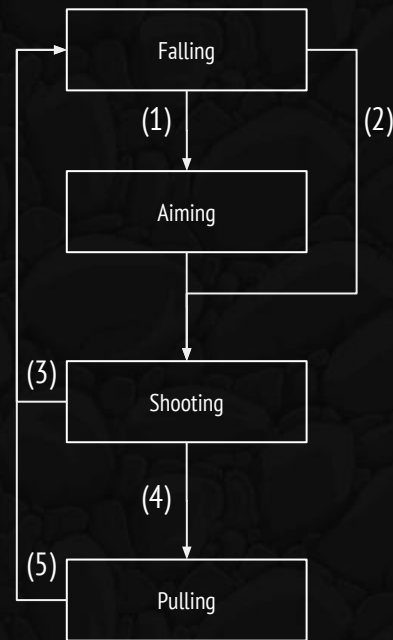 Falling
(1)
(2)
Aiming
(3)
Shooting
(4)
(5)
Pulling